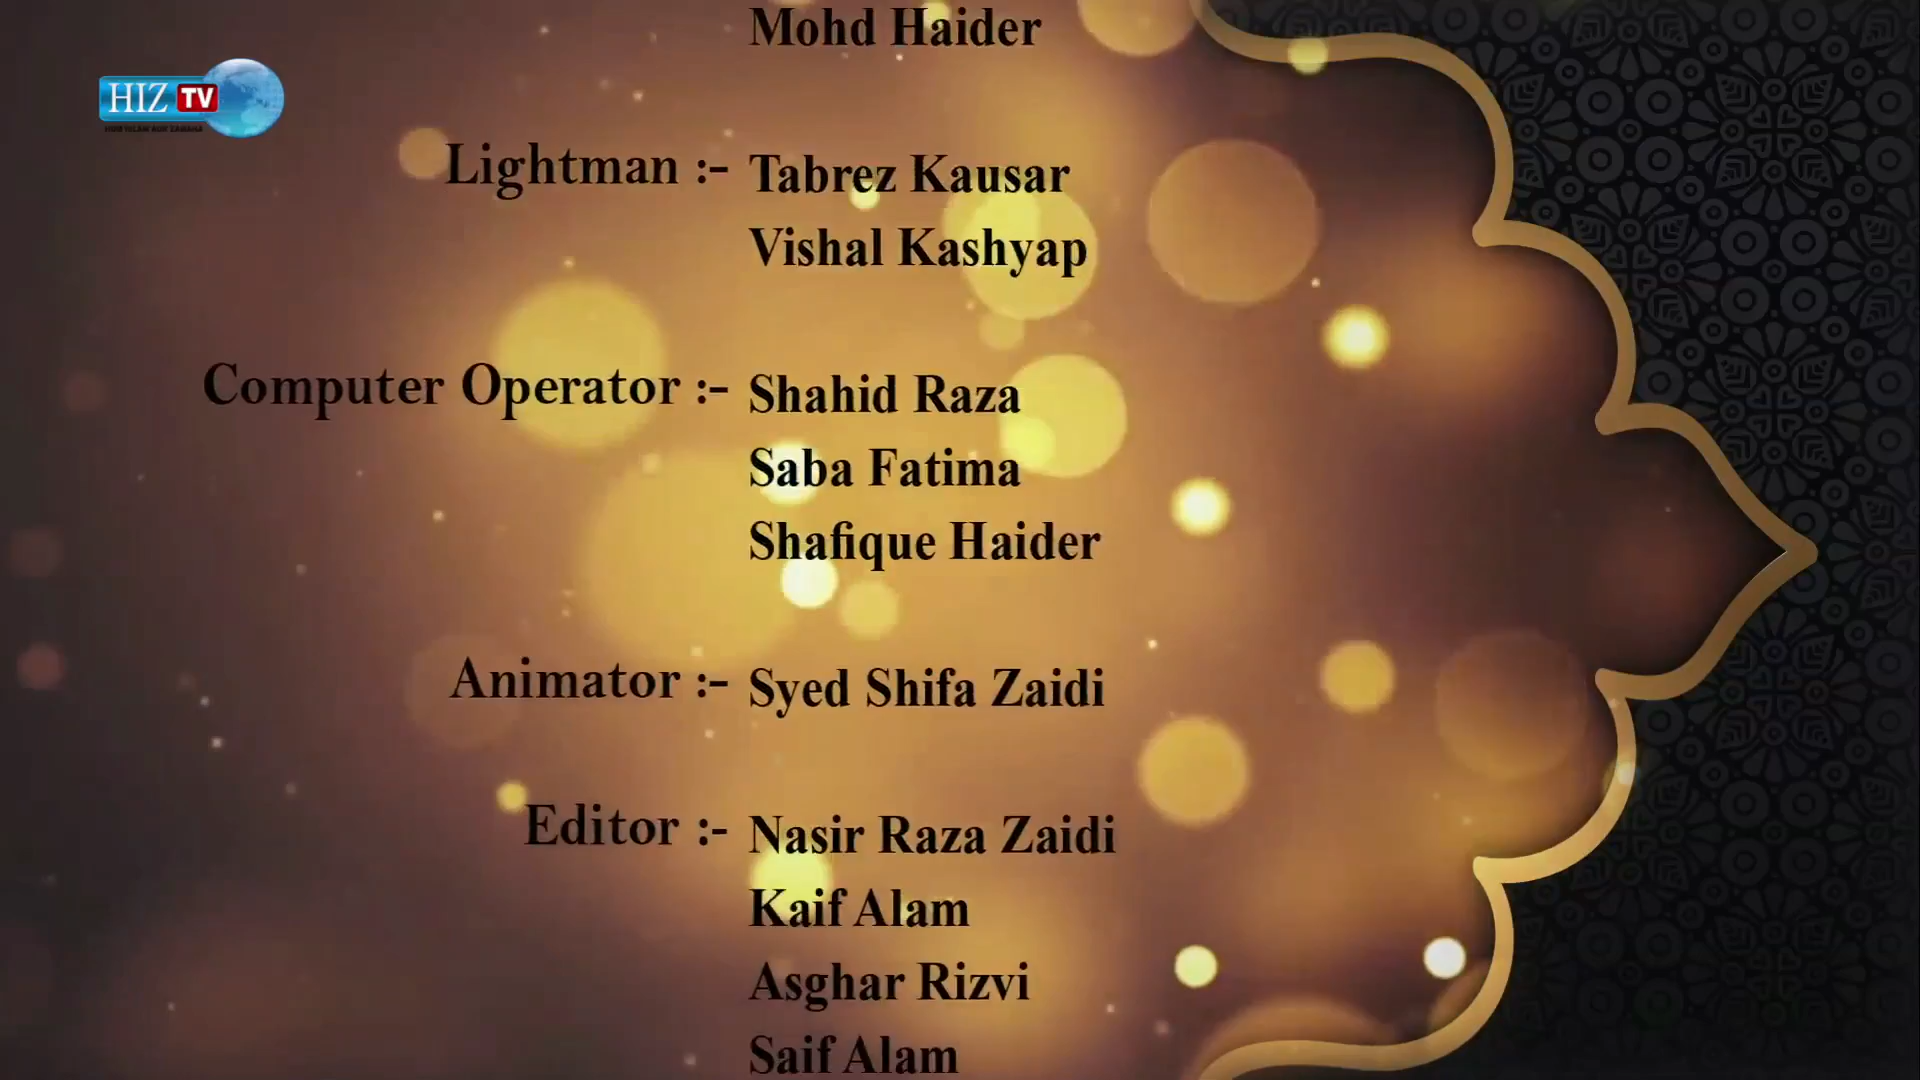 Mohd Haider
HIZ TV
Lightman :- Tabrez Kausar
Vishal Kashyap
Computer Operator :- Shahid Raza
Saba Fatima
Shafique Haider
Animator :- Syed Shifa Zaidi
Editor :- Nasir Raza Zaidi
Kaif Alam
Asghar Rizvi
Saif Alam